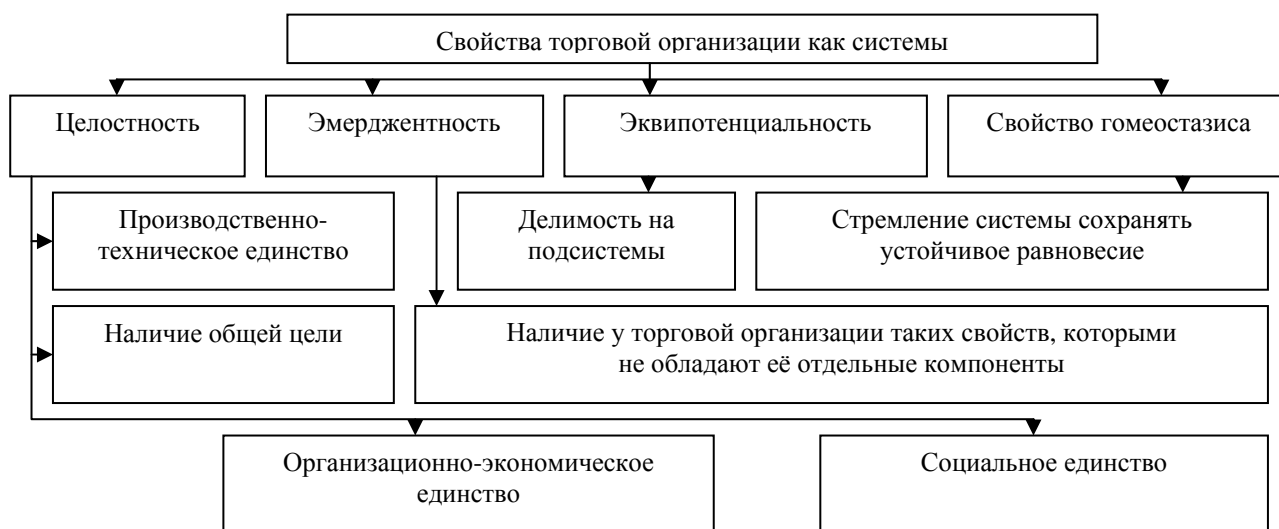 Свойства торговой организации как системы
Целостность
Эмерджентность
Эквипотенциальность
Свойство гомеостазиса
Производственно-
техническое единство
Делимость на
подсистемы
Стремление системы сохранять
устойчивое равновесие
Наличие общей цели
Наличие у торговой организации таких свойств, которыми
не обладают её отдельные компоненты
Организационно-экономическое
единство
Социальное единство